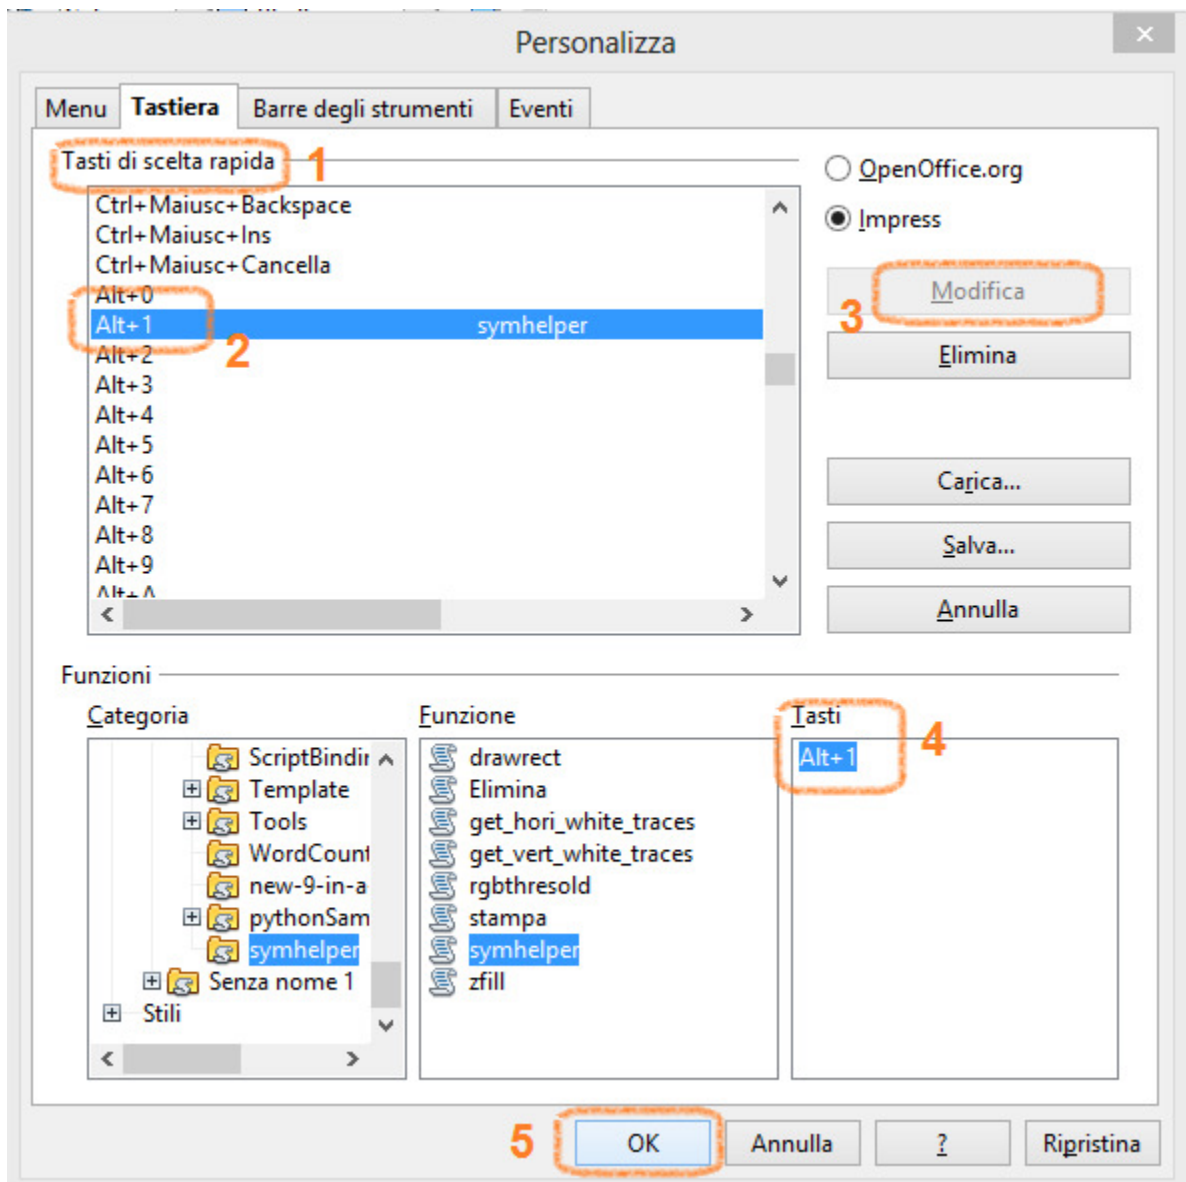 Personalizza
Menu Tastiera Barre degli strumenti Eventi
Tasti di scelta rapida 1
Ctrl+Maiusc+Backspace
Ctrl+Maiusc+Ins
Ctrl+Maiusc+Cancella
Alt+0
Alt+1 symhelper
2
Alt+2
Alt+3
Alt+4
Alt+5
Alt+6
Alt+7
Alt+8
Alt+9
Alt+A
OpenOffice.org
Impress
3 Modifica
Elimina
Carica...
Salva...
Annulla
Funzioni
Categoria
ScriptBindin
Template
Tools
WordCount
new-9-in-a
pythonSam
symhelper
Senza nome 1
Stili
Funzione
drawrect
Elimina
get_hori_white_traces
get_vert_white_traces
rgbthresold
stampa
symhelper
zfill
Tasti
Alt+1
4
5 OK Annulla ? Ripristina